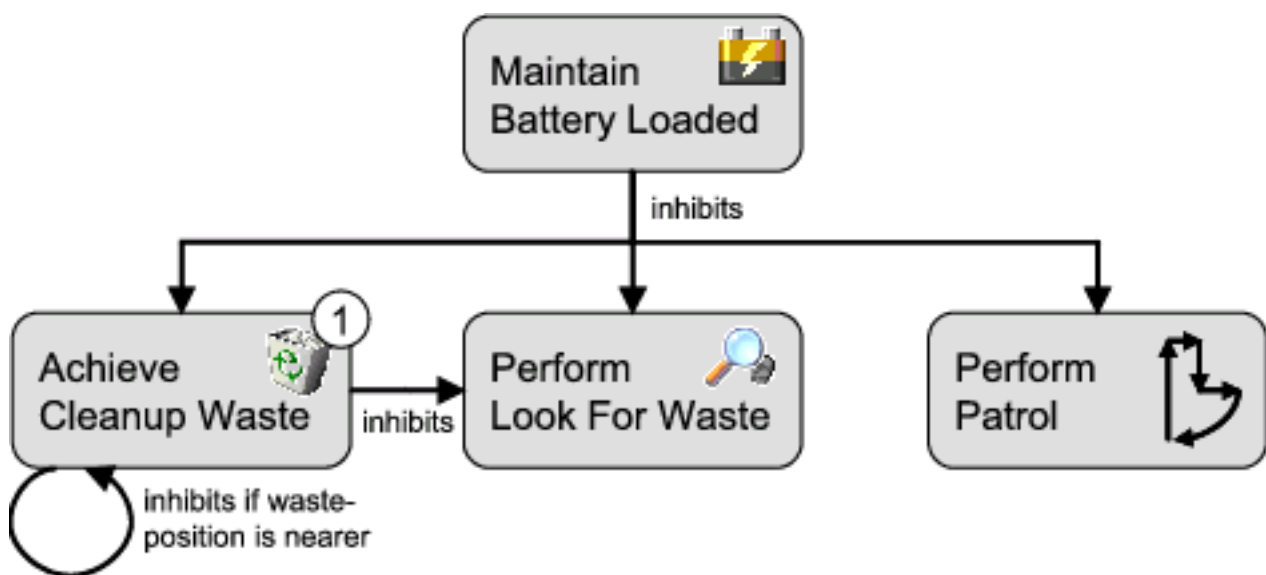 Maintain
Battery Loaded
inhibits
1
Achieve
Cleanup Waste
inhibits
Perform
Look For Waste
Perform
Patrol
inhibits if waste-
position is nearer